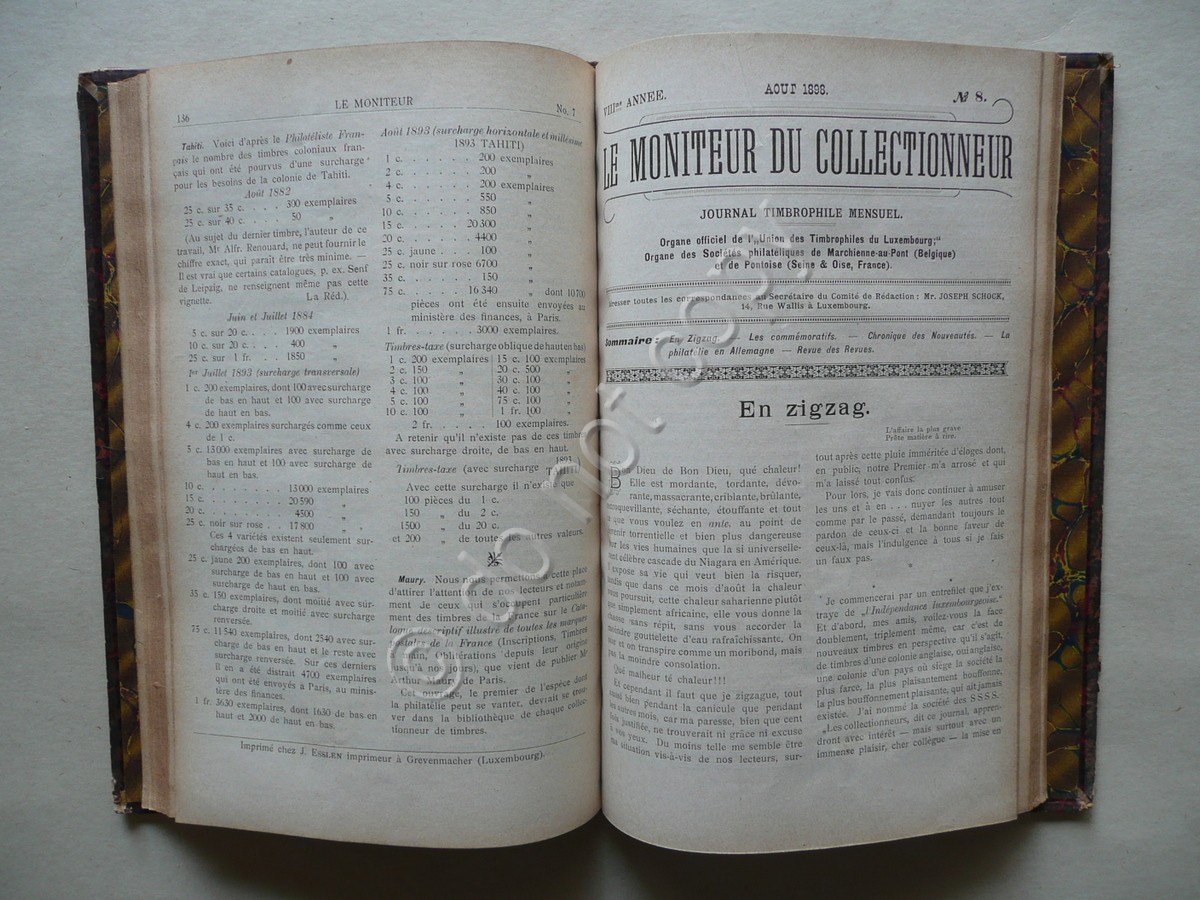 136
LE MONITEUR
No. 7
Tahiti. Voici d'après le Philatéliste Fran-
çais le nombre des timbres coloniaux fran-
çais qui ont été pourvus d'une surcharge
pour les besoins de la colonie de Tahiti.
Août 1882
25 c. sur 35 c. . . . . 300 exemplaires
25 c. sur 40 c. . . . . 50 „
(Au sujet du dernier timbre, l'auteur de ce
travail, Mr Alfr. Renouard, ne peut fournir le
chiffre exact, qui paraît être très minime. —
Il est vrai que certains catalogues, p. ex. Senf
de Leipzig, ne renseignent même pas cette
vignette. La Réd.).
Juin et Juillet 1884
5 c. sur 20 c. . . . . 1900 exemplaires
10 c. sur 20 c. . . . . 400 „
25 c. sur 1 fr. . . . . 1850 „
1er Juillet 1893 (surcharge transversale)
1 c. 200 exemplaires, dont 100 avec surcharge
de bas en haut et 100 avec surcharge
de haut en bas.
4 c. 200 exemplaires surchargés comme ceux
de 1 c.
5 c. 13000 exemplaires avec surcharge de
bas en haut et 100 avec surcharge de
haut en bas.
10 c. . . . . . . . . 13000 exemplaires
15 c. . . . . . . . . 20590 „
20 c. . . . . . . . . 4500 „
25 c. noir sur rose . . . 17800 „
Ces 4 variétés existent seulement sur-
chargées de bas en haut.
25 c. jaune 200 exemplaires, dont 100 avec
surcharge de bas en haut et 100 avec
surcharge de haut en bas.
35 c. 150 exemplaires, dont moitié avec sur-
charge droite et moitié avec surcharge
renversée.
75 c. 11540 exemplaires, dont 2540 avec sur-
charge de bas en haut et le reste avec
surcharge renversée. Sur ces derniers
il en a été distrait 4700 exemplaires
qui ont été envoyés à Paris, au minis-
tère des finances.
1 fr. 3630 exemplaires, dont 1630 de bas en
haut et 2000 de haut en bas.
Août 1893 (surcharge horizontale et millésime
1893 TAHITI)
1 c. . . . . . . . 200 exemplaires
2 c. . . . . . . . 200 „
4 c. . . . . . . . 200 exemplaires
5 c. . . . . . . . 550 „
10 c. . . . . . . . 850 „
15 c. . . . . . . . 20300 „
20 c. . . . . . . . 4400 „
25 c. jaune . . . . . 100 „
25 c. noir sur rose 6700 „
35 c. . . . . . . . 150 „
75 c. . . . . . . . 16340 „ dont 10700
pièces ont été ensuite envoyées au
ministère des finances, à Paris.
1 fr. . . . . . . . 3000 exemplaires.
Timbres-taxe (surcharge oblique de haut en bas)
1 c. 200 exemplaires | 15 c. 100 exemplaires
2 c. 150 „ | 20 c. 500 „
3 c. 100 „ | 30 c. 100 „
4 c. 100 „ | 40 c. 100 „
5 c. 100 „ | 75 c. 100 „
10 c. 100 „ | 1 fr. 100 „
2 fr. . . . . . 100 exemplaires.
A retenir qu'il n'existe pas de ces timbres
avec surcharge droite, de bas en haut.
Timbres-taxe (avec surcharge 1893 TAHITI)
Avec cette surcharge il n'existe que
100 pièces du 1 c.
150 „ du 2 c.
1500 „ du 20 c.
et 200 „ de toutes autres valeurs.
Maury. Nous nous permettons à cette place
d'attirer l'attention de nos lecteurs et notam-
ment de ceux qui s'occupent particulière
ment des timbres de la France sur le Cata-
logue descriptif illustré de toutes les marques
postales de la France (Inscriptions, Timbres
à main, Oblitérations depuis leur origine
jusqu'à nos jours), que vient de publier Mr
Arthur Maury de Paris.
Cet ouvrage, le premier de l'espèce dont
la philatélie peut se vanter, devrait se trou-
ver dans la bibliothèque de chaque collec-
tionneur de timbres.
Imprimé chez J. ESSLEN imprimeur à Grevenmacher (Luxembourg).
VIIIme ANNÉE.
AOUT 1898.
№ 8.
LE MONITEUR DU COLLECTIONNEUR
JOURNAL TIMBROPHILE MENSUEL.
Organe officiel de l'„Union des Timbrophiles du Luxembourg;"
Organe des Sociétés philatéliques de Marchienne-au-Pont (Belgique)
et de Pontoise (Seine & Oise, France).
Adresser toutes les correspondances au Secrétaire du Comité de Rédaction: Mr. JOSEPH SCHOCK,
14, Rue Wallis à Luxembourg.
Sommaire: En Zigzag. — Les commémoratifs. — Chronique des Nouveautés. — La
philatélie en Allemagne — Revue des Revues.
En zigzag.
L'affaire la plus grave
Prête matière à rire.
Bon Dieu de Bon Dieu, qué chaleur!
Elle est mordante, tordante, dévo-
rante, massacrante, criblante, brûlante,
recroquevillante, séchante, étouffante et tout
ce que vous voulez en ante, au point de
devenir torrentielle et bien plus dangereuse
pour les vies humaines que la si universelle-
ment célèbre cascade du Niagara en Amérique.
expose sa vie qui veut bien la risquer,
tandis que dans ce mois d'août la chaleur
vous poursuit, cette chaleur saharienne plutôt
que simplement africaine, elle vous donne la
chasse sans répit, sans vous accorder la
moindre gouttelette d'eau rafraîchissante. On
sue et on transpire comme un moribond, mais
pas la moindre consolation.
Qué malheur té chaleur!!!
Et cependant il faut que je zigzague, tout
aussi bien pendant la canicule que pendant
les autres mois, car ma paresse, bien que cent
fois justifiée, ne trouverait ni grâce ni excuse
à vos yeux. Du moins telle me semble être
ma situation vis-à-vis de nos lecteurs, sur-
tout après cette pluie imméritée d'éloges dont,
en public, notre Premier m'a arrosé et qui
m'a laissé tout confus.
Pour lors, je vais donc continuer à amuser
les uns et à en . . . nuyer les autres tout
comme par le passé, demandant toujours le
pardon de ceux-ci et la bonne faveur de
ceux-là, mais l'indulgence à tous si je fais
un faux pas.
Je commencerai par un entrefilet que j'ex-
traye de „l'Indépendance luxembourgeoise."
Et d'abord, mes amis, voilez-vous la face
doublement, triplement même, car c'est de
nouveaux timbres en perspective qu'il s'agit,
de timbres d'une colonie anglaise, oui anglaise,
une colonie d'un pays où siège la société la
plus farce, la plus plaisantement bouffonne,
la plus bouffonnement plaisante, qui ait jamais
existée. J'ai nommé la société des S S S S.
„Les collectionneurs, dit ce journal, appren-
dront avec intérêt — mais surtout avec un
immense plaisir, cher collègue — la mise en
© do not copy